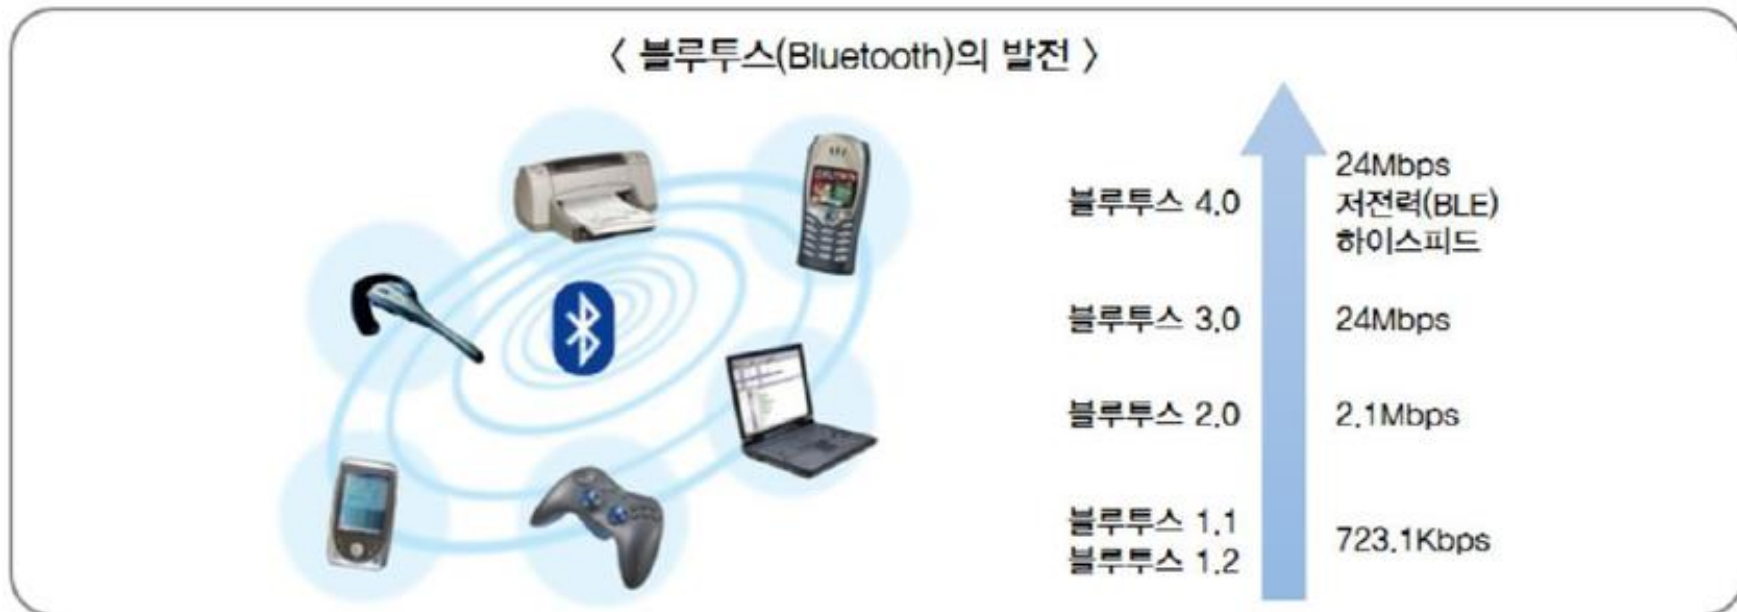 〈 블루투스(Bluetooth)의 발전 〉
블루투스 4.0
24Mbps
저전력(BLE)
하이스피드
블루투스 3.0
24Mbps
블루투스 2.0
2.1Mbps
블루투스 1.1
블루투스 1.2
723.1Kbps